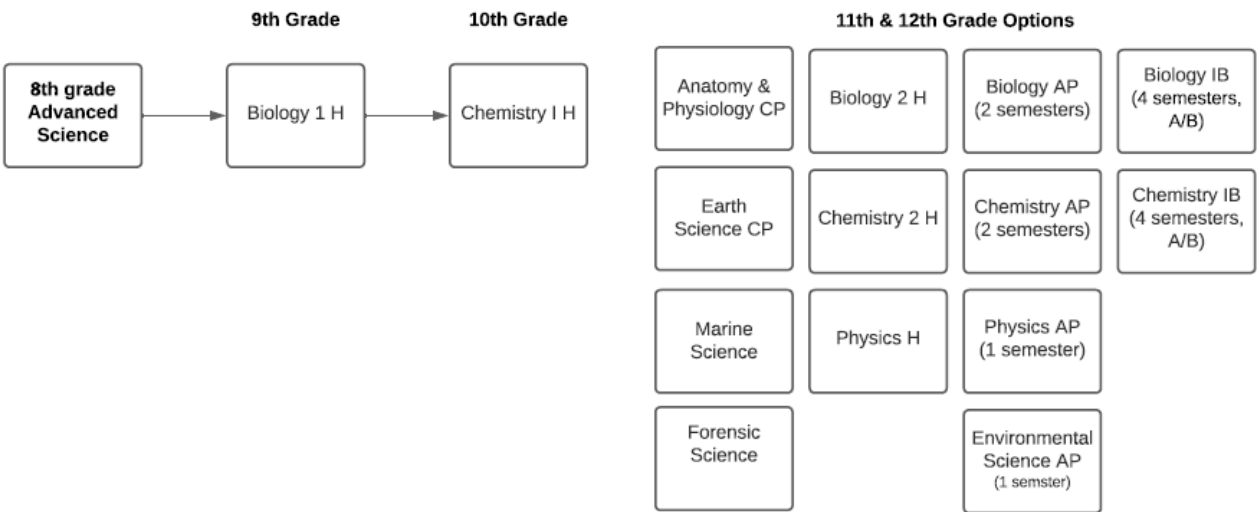 9th Grade
10th Grade
11th & 12th Grade Options
8th grade
Advanced
Science
Biology 1 H
Chemistry I H
Anatomy &
Physiology CP
Biology 2 H
Biology AP
(2 semesters)
Biology IB
(4 semesters,
A/B)
Earth
Science CP
Chemistry 2 H
Chemistry AP
(2 semesters)
Chemistry IB
(4 semesters,
A/B)
Marine
Science
Physics H
Physics AP
(1 semester)
Forensic
Science
Environmental
Science AP
(1 semster)